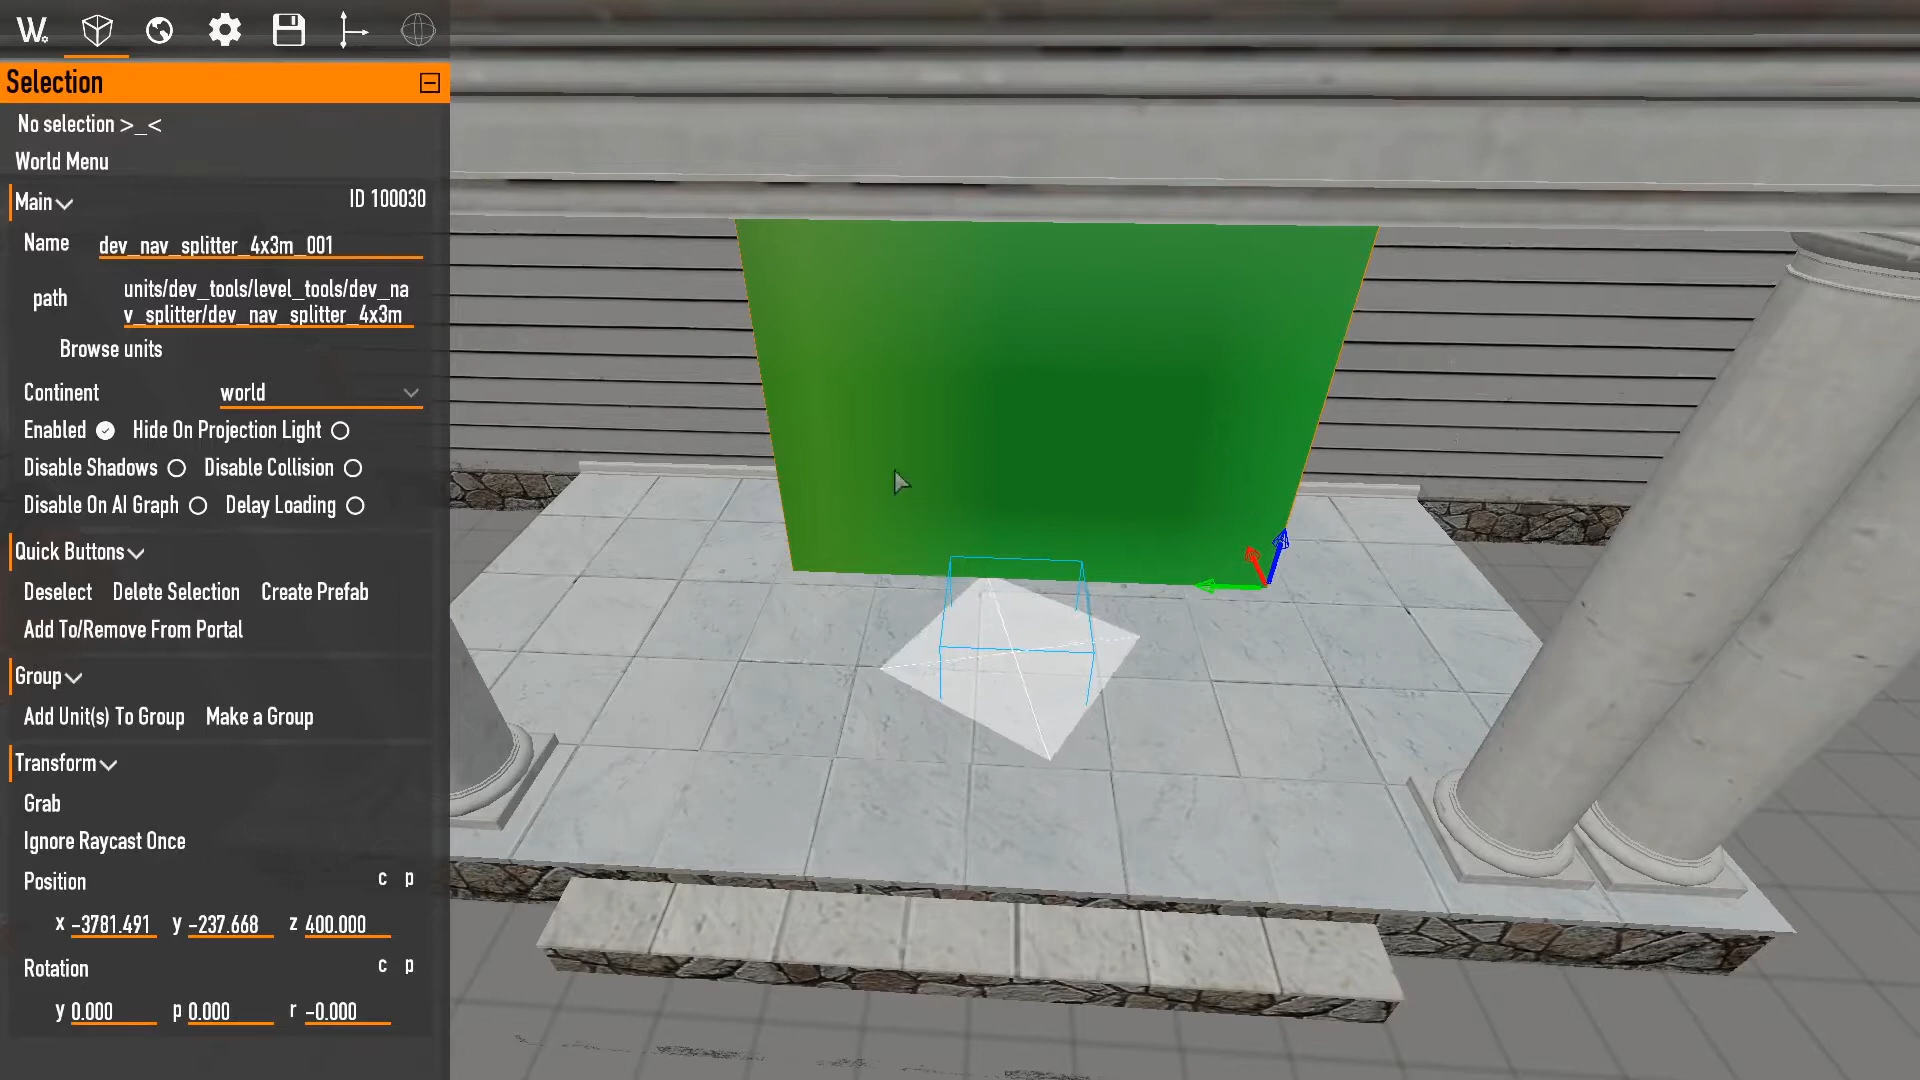 W.
Selection
No selection >_<
World Menu
Main ID 100030
Name dev_nav_splitter_4x3m_001
path units/dev_tools/level_tools/dev_na
v_splitter/dev_nav_splitter_4x3m
Browse units
Continent world
Enabled Hide On Projection Light
Disable Shadows Disable Collision
Disable On AI Graph Delay Loading
Quick Buttons
Deselect Delete Selection Create Prefab
Add To/Remove From Portal
Group
Add Unit(s) To Group Make a Group
Transform
Grab
Ignore Raycast Once
Position c p
x -3781.491 y -237.668 z 400.000
Rotation c p
y 0.000 p 0.000 r -0.000